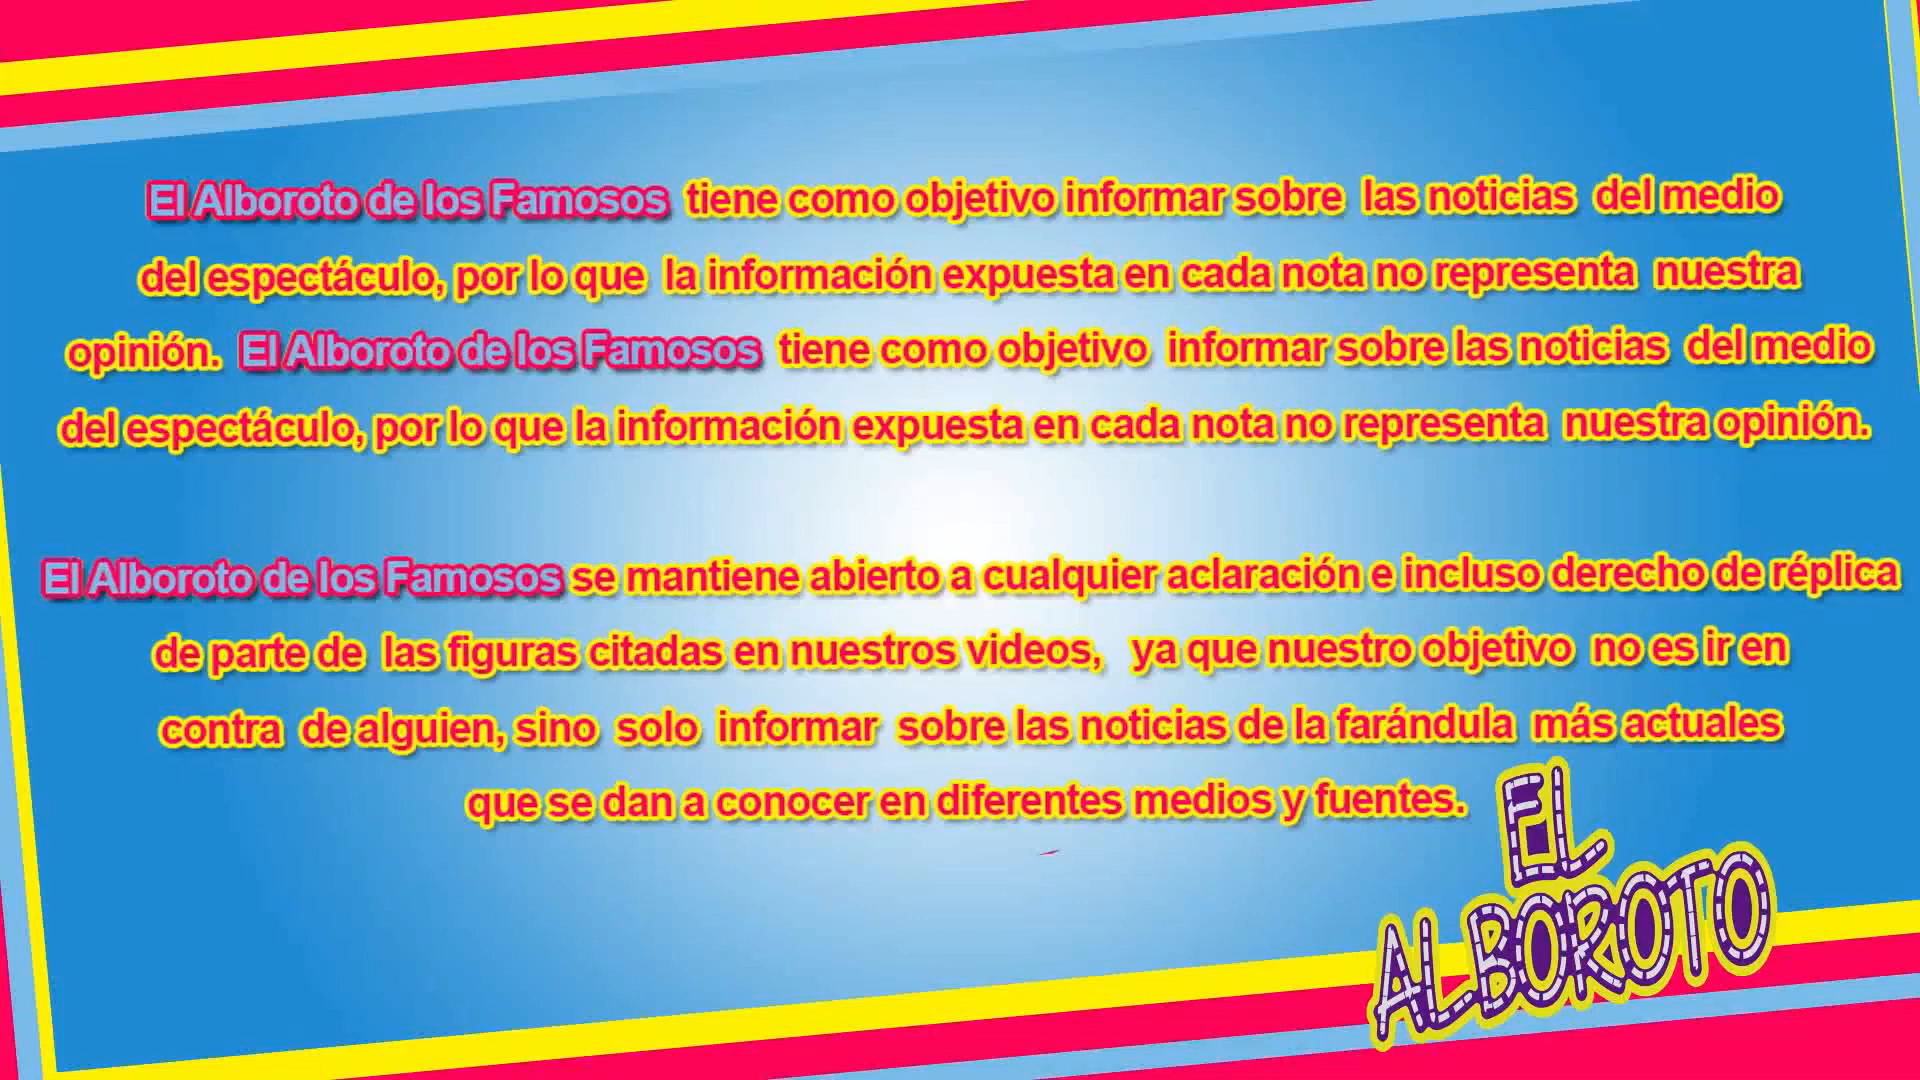 El Alboroto de los Famosos tiene como objetivo informar sobre las noticias del medio
del espectáculo, por lo que la información expuesta en cada nota no representa nuestra
opinión. El Alboroto de los Famosos tiene como objetivo informar sobre las noticias del medio
del espectáculo, por lo que la información expuesta en cada nota no representa nuestra opinión.
El Alboroto de los Famosos se mantiene abierto a cualquier aclaración e incluso derecho de réplica
de parte de las figuras citadas en nuestros videos, ya que nuestro objetivo no es ir en
contra de alguien, sino solo informar sobre las noticias de la farándula más actuales
que se dan a conocer en diferentes medios y fuentes.
EL
ALBOROTO